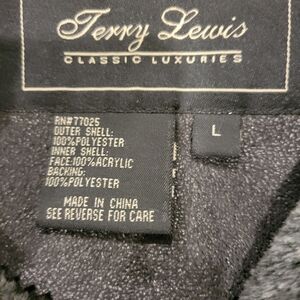 Terry Lewis
CLASSIC LUXURIES
RN#77025
OUTER SHELL:
100%POLYESTER
INNER SHELL:
FACE:100%ACRYLIC
BACKING:
100%POLYESTER
MADE IN CHINA
SEE REVERSE FOR CARE
L